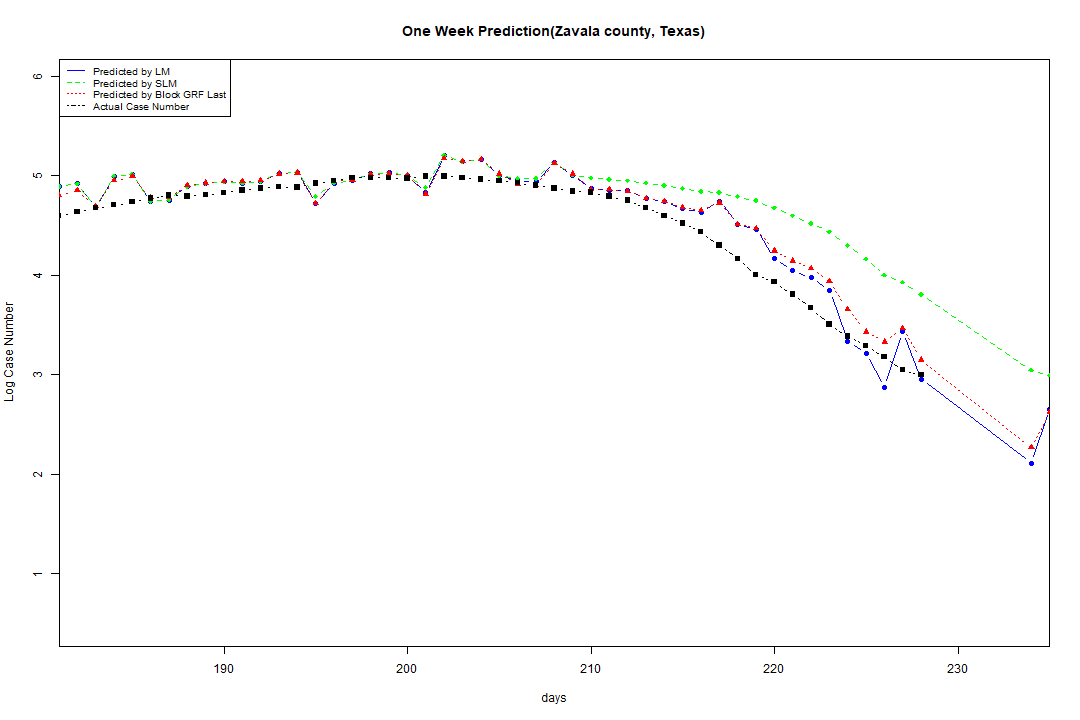 One Week Prediction(Zavala county, Texas)
Predicted by LM
Predicted by SLM
Predicted by Block GRF Last
Actual Case Number
6
5
4
3
2
1
Log Case Number
190
200
210
220
230
days